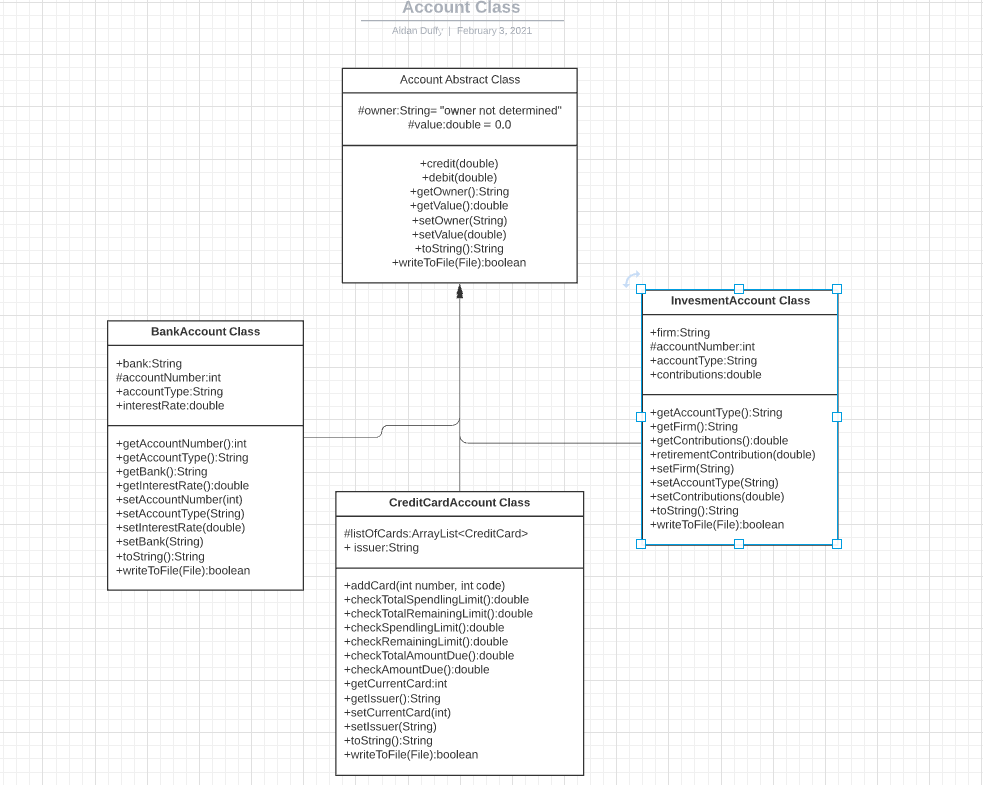 Account Class
Aldan Duffy | February 3, 2021
Account Abstract Class
#owner:String= "owner not determined"
#value:double = 0.0
+credit(double)
+debit(double)
+getOwner():String
+getValue():double
+setOwner(String)
+setValue(double)
+toString():String
+writeToFile(File):boolean
BankAccount Class
+bank:String
#accountNumber:int
+accountType:String
+interestRate:double
+getAccountNumber():int
+getAccountType():String
+getBank():String
+getInterestRate():double
+setAccountNumber(int)
+setAccountType(String)
+setInterestRate(double)
+setBank(String)
+toString():String
+writeToFile(File):boolean
CreditCardAccount Class
#listOfCards:ArrayList<CreditCard>
+ issuer:String
+addCard(int number, int code)
+checkTotalSpendlingLimit():double
+checkTotalRemainingLimit():double
+checkSpendlingLimit():double
+checkRemainingLimit():double
+checkTotalAmountDue():double
+checkAmountDue():double
+getCurrentCard:int
+getIssuer():String
+setCurrentCard(int)
+setIssuer(String)
+toString():String
+writeToFile(File):boolean
InvesmentAccount Class
+firm:String
#accountNumber:int
+accountType:String
+contributions:double
+getAccountType():String
+getFirm():String
+getContributions():double
+retirementContribution(double)
+setFirm(String)
+setAccountType(String)
+setContributions(double)
+toString():String
+writeToFile(File):boolean